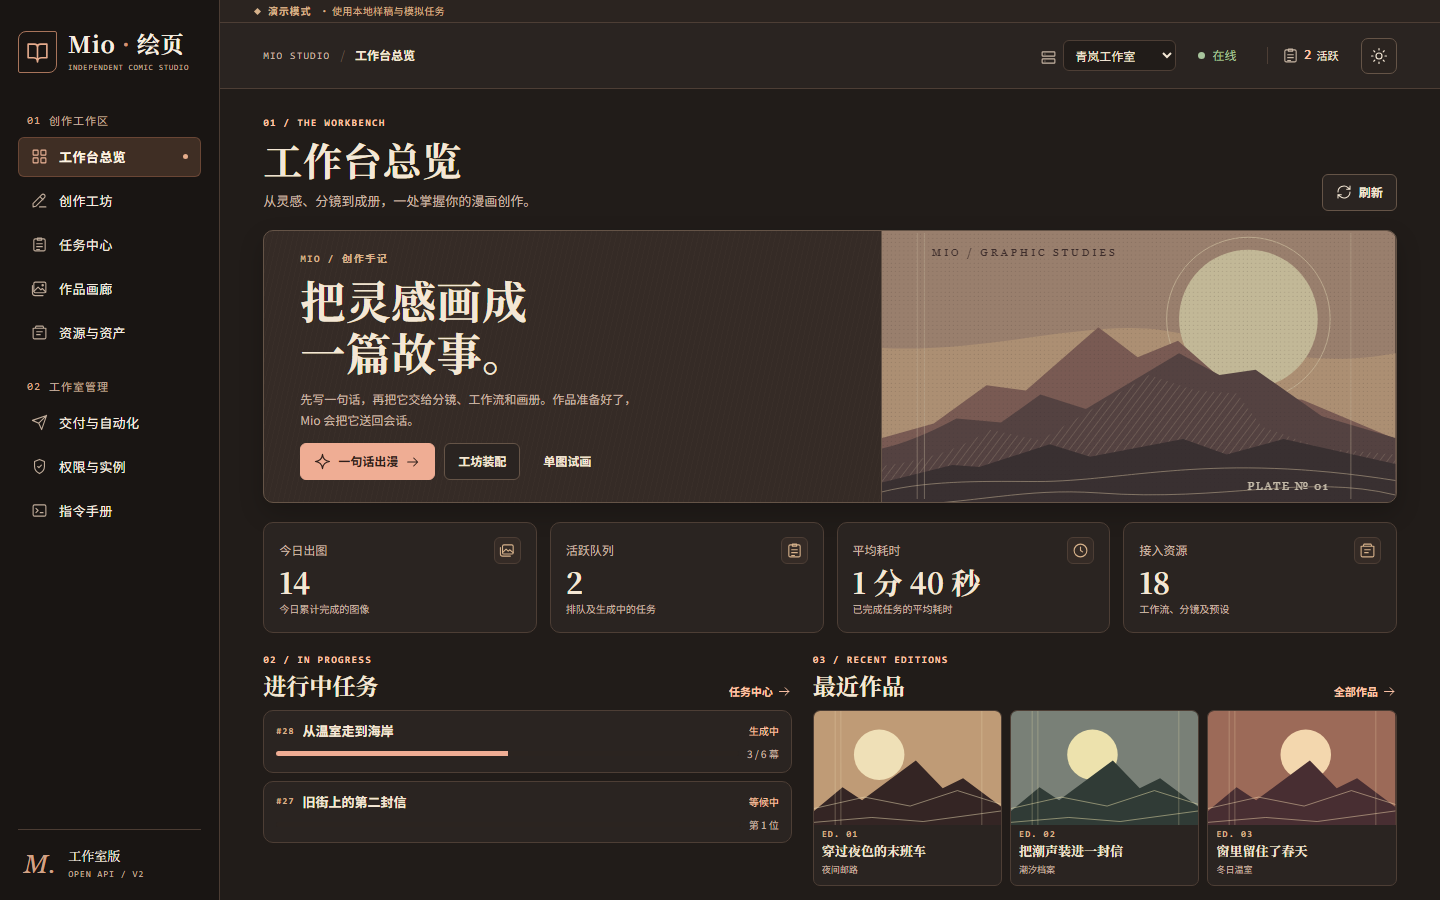 ◆ 演示模式 · 使用本地样稿与模拟任务
Mio · 绘页
INDEPENDENT COMIC STUDIO
01 创作工作区
工作台总览
创作工坊
任务中心
作品画廊
资源与资产
02 工作室管理
交付与自动化
权限与实例
指令手册
M.
工作室版
OPEN API / V2
MIO STUDIO / 工作台总览
青岚工作室
在线
2 活跃
01 / THE WORKBENCH
工作台总览
从灵感、分镜到成册，一处掌握你的漫画创作。
刷新
MIO / 创作手记
把灵感画成
一篇故事。
先写一句话，再把它交给分镜、工作流和画册。作品准备好了，
Mio 会把它送回会话。
一句话出漫 →
工坊装配
单图试画
MIO / GRAPHIC STUDIES
PLATE № 01
今日出图
14
今日累计完成的图像
活跃队列
2
排队及生成中的任务
平均耗时
1 分 40 秒
已完成任务的平均耗时
接入资源
18
工作流、分镜及预设
02 / IN PROGRESS
进行中任务
任务中心 →
#28 从温室走到海岸
生成中
3 / 6 幕
#27 旧街上的第二封信
等候中
第 1 位
03 / RECENT EDITIONS
最近作品
全部作品 →
ED. 01
穿过夜色的末班车
夜间邮路
ED. 02
把潮声装进一封信
潮汐档案
ED. 03
窗里留住了春天
冬日温室